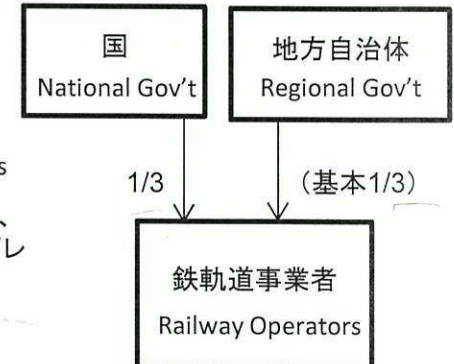 国
National Gov't
地方自治体
Regional Gov't
s
1/3
（基本1/3）
、
レ
鉄軌道事業者
Railway Operators